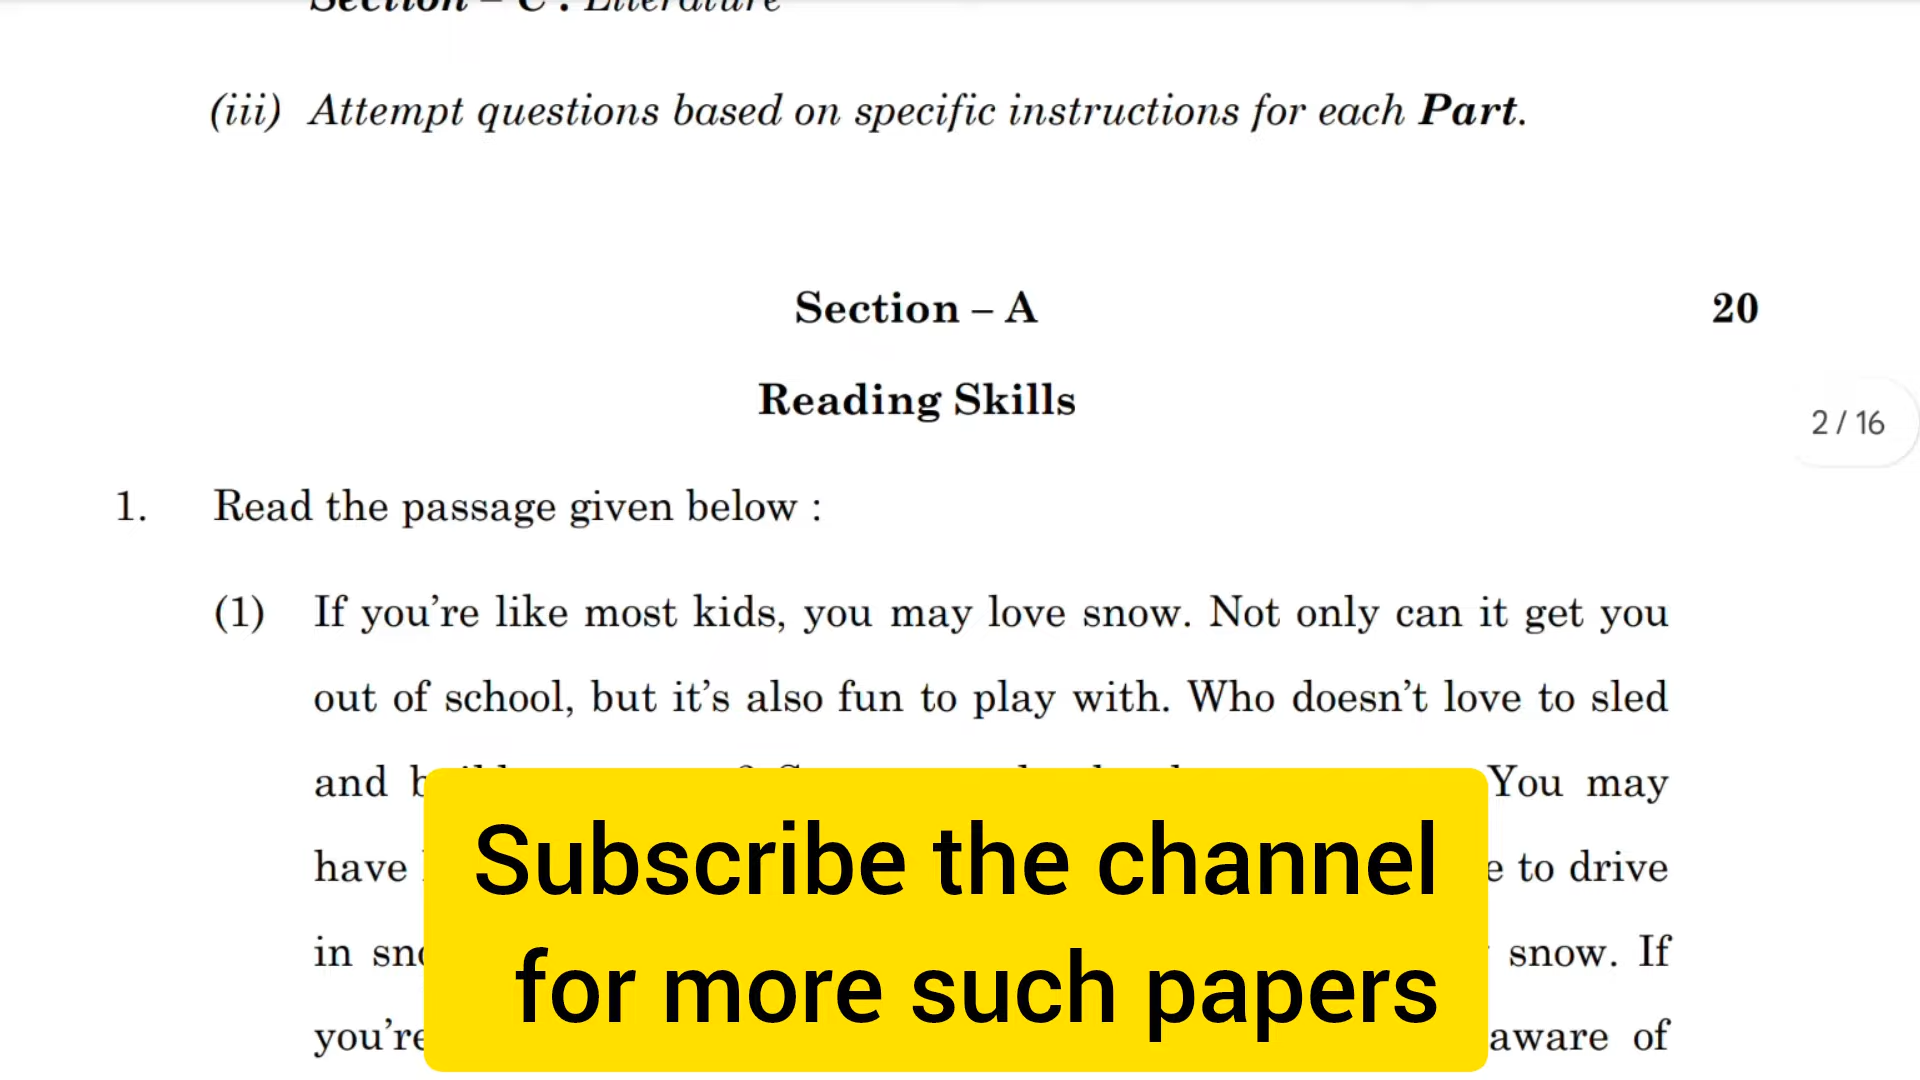 Section – C : Literature
(iii) Attempt questions based on specific instructions for each Part.
Section – A 20
Reading Skills
2 / 16
1. Read the passage given below :
(1) If you’re like most kids, you may love snow. Not only can it get you
out of school, but it’s also fun to play with. Who doesn’t love to sled
and You may
have to drive
in snow. If
you’re aware of
Subscribe the channel
for more such papers